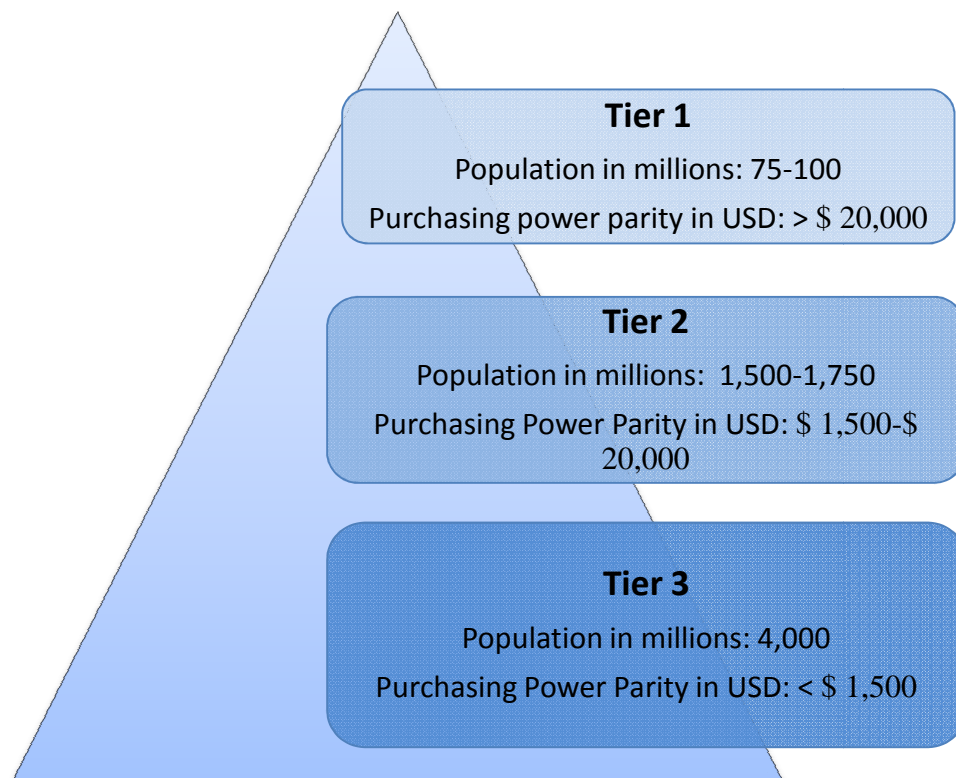 Tier 1
Population in millions: 75-100
Purchasing power parity in USD: > $ 20,000
Tier 2
Population in millions:  1,500-1,750
Purchasing Power Parity in USD: $ 1,500-$
20,000
Tier 3
Population in millions: 4,000
Purchasing Power Parity in USD: < $ 1,500